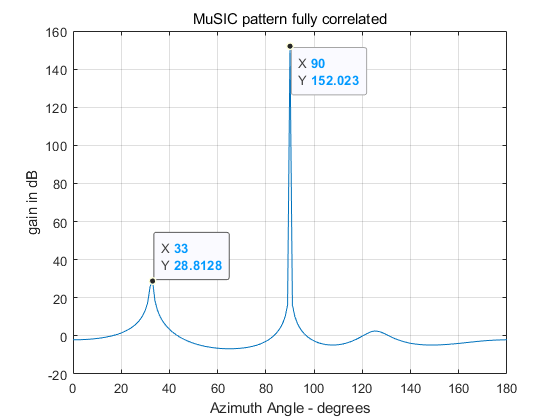 MuSIC pattern fully correlated
gain in dB
160
140
120
100
80
60
40
20
0
-20
X 90
Y 152.023
X 33
Y 28.8128
0 20 40 60 80 100 120 140 160 180
Azimuth Angle - degrees